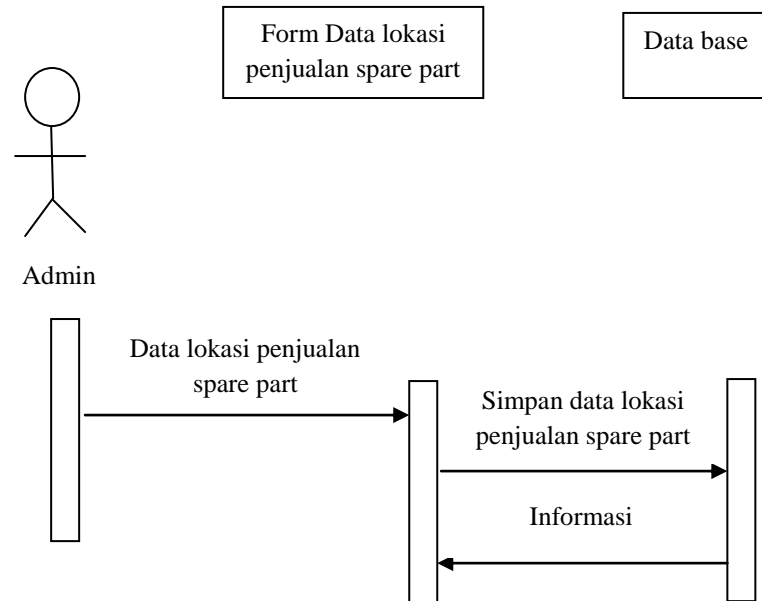 Form Data lokasi
penjualan spare part
Data base
Admin
Data lokasi penjualan
spare part
Simpan data lokasi
penjualan spare part
Informasi